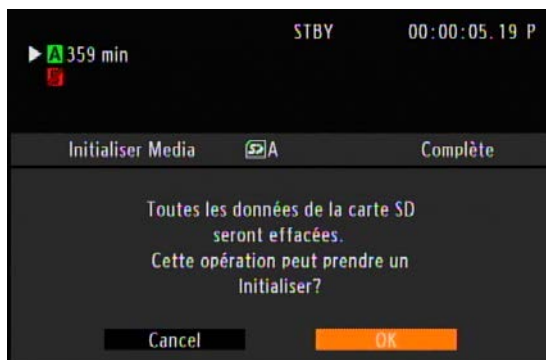 STBY 00:00:05.19 P
A 359 min
Initialiser Media SD A Complète
Toutes les données de la carte SD
seront effacées.
Cette opération peut prendre un
Initialiser?
Cancel OK